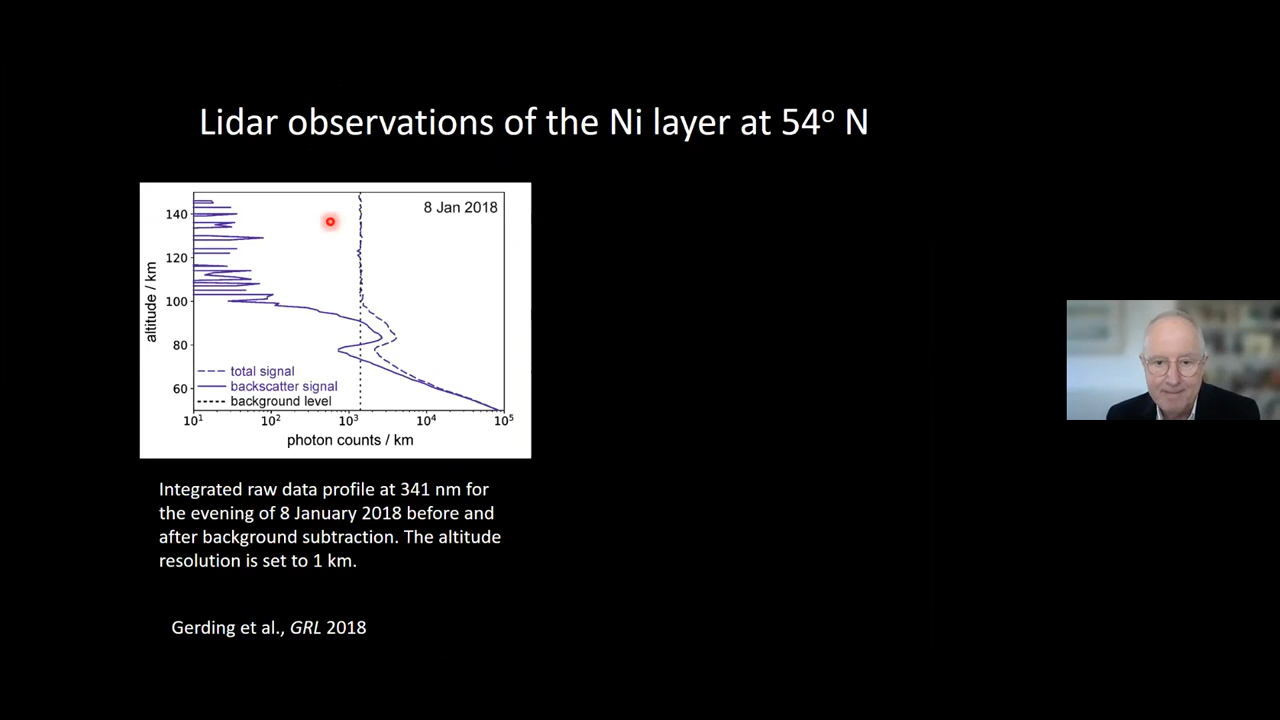 Lidar observations of the Ni layer at 54º N
8 Jan 2018
140
120
100
80
60
altitude / km
total signal
backscatter signal
background level
10¹ 10² 10³ 10⁴ 10⁵
photon counts / km
Integrated raw data profile at 341 nm for
the evening of 8 January 2018 before and
after background subtraction. The altitude
resolution is set to 1 km.
Gerding et al., GRL 2018